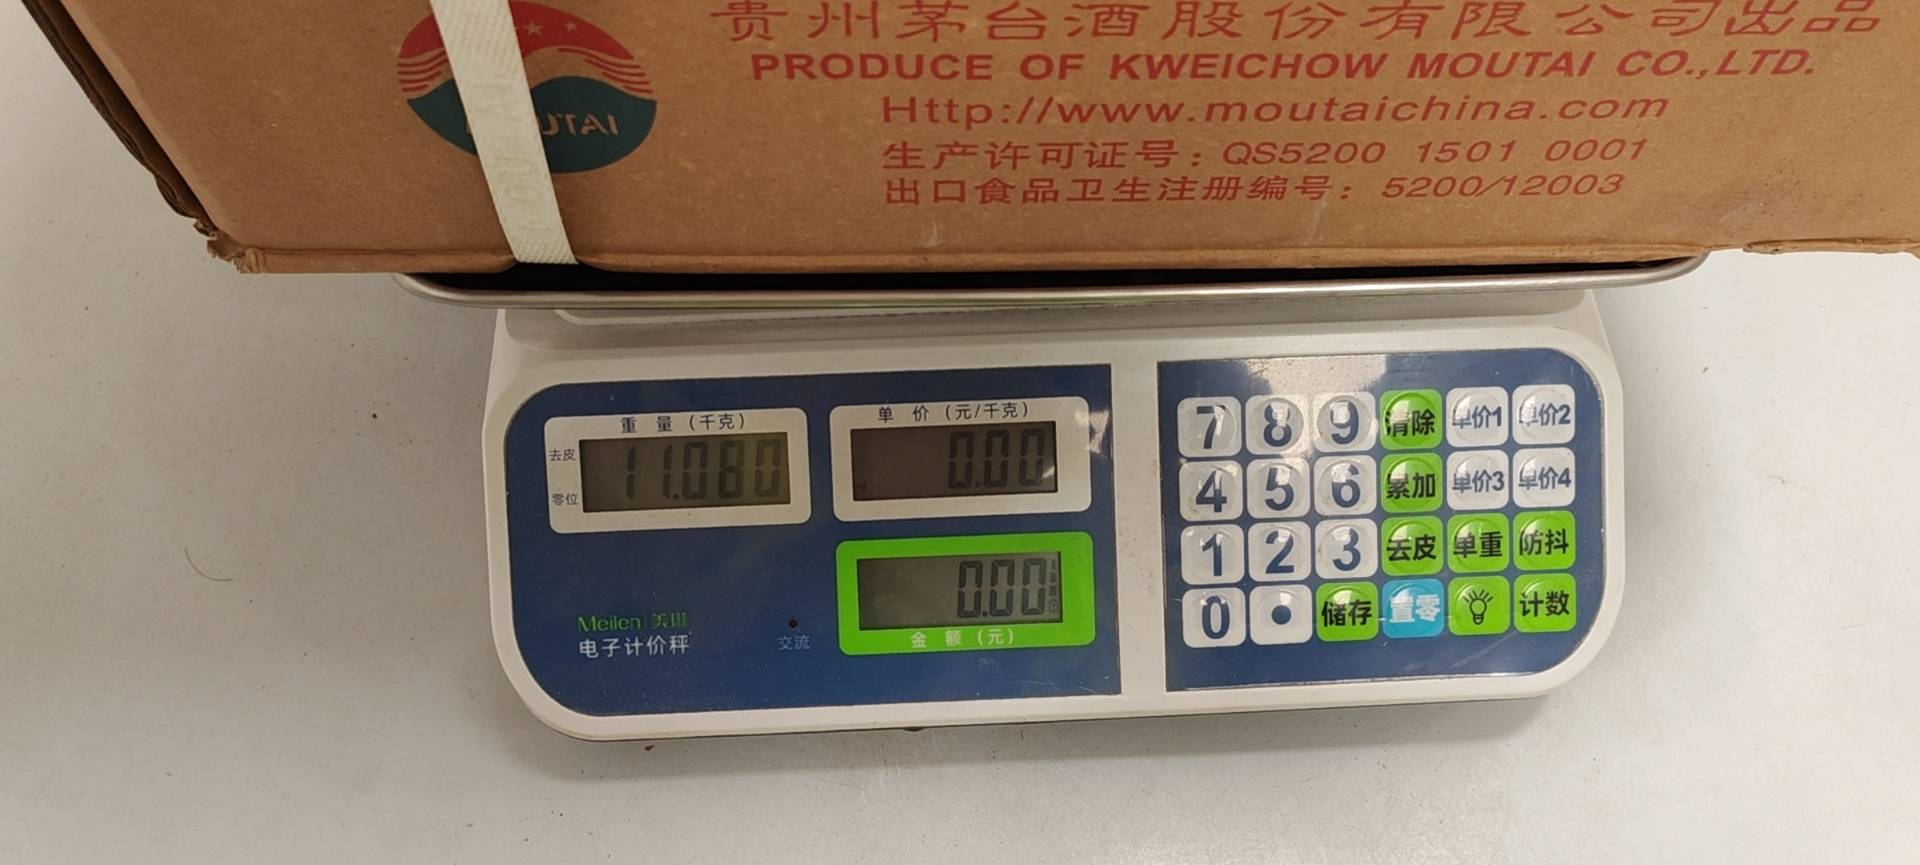 贵州茅台酒股份有限公司出品
PRODUCE OF KWEICHOW MOUTAI CO.,LTD.
Http://www.moutaichina.com
生产许可证号：QS5200 1501 0001
出口食品卫生注册编号：5200/12003
重量（千克）
去皮
零位
11.080
单价（元/千克）
0.00
0.00
金额（元）
Meilen
电子计价秤
交流
7 8 9 清除 单价1 单价2
4 5 6 累加 单价3 单价4
1 2 3 去皮 单重 防抖
0 . 储存 置零 计数